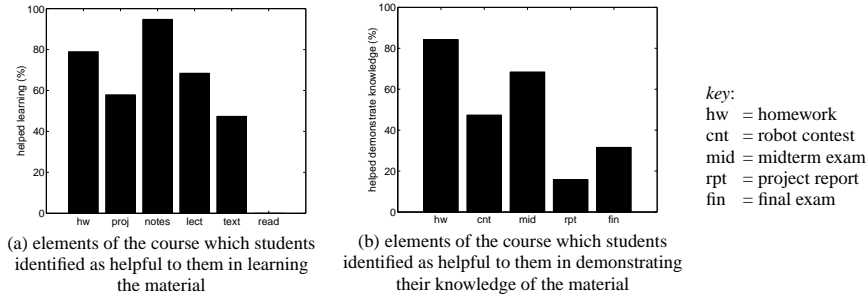 100
80
60
40
20
0
helped learning (%)
hw proj notes lect text read
(a) elements of the course which students
identified as helpful to them in learning
the material
100
80
60
40
20
0
helped demonstrate knowledge (%)
hw cnt mid rpt fin
(b) elements of the course which students
identified as helpful to them in demonstrating
their knowledge of the material
key:
hw = homework
cnt = robot contest
mid = midterm exam
rpt = project report
fin = final exam